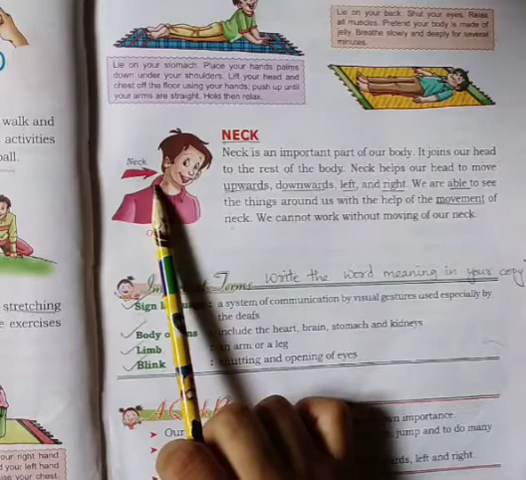 Lie on your back. Shut your eyes. Relax
all muscles. Pretend your body is made of
jelly. Breathe slowly and deeply for several
minutes.
Lie on your stomach. Place your hands palms
down under your shoulders. Lift your head and
chest off the floor using your hands; push up until
your arms are straight. Hold then relax.
walk and
activities
ball.
NECK
Neck is an important part of our body. It joins our head
to the rest of the body. Neck helps our head to move
upwards, downwards, left, and right. We are able to see
the things around us with the help of the movement of
neck. We cannot work without moving of our neck.
Neck
stretching
exercises
Terms write the word meaning in your copy
Sign : a system of communication by visual gestures used especially by
the deafs
Body : include the heart, brain, stomach and kidneys
Limb : an arm or a leg
Blink : shutting and opening of eyes
A
Our importance.
jump and to do many
left and right.
our right hand
d your left hand
your chest.